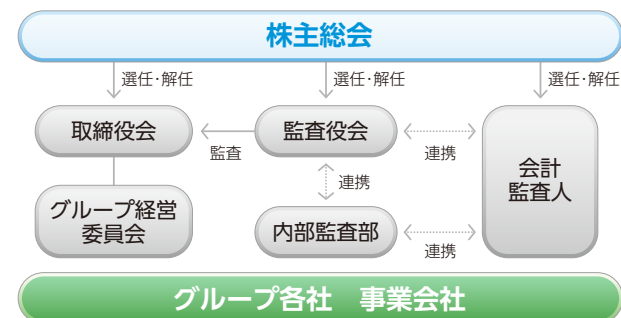 株主総会
選任・解任
選任・解任
選任・解任
取締役会
監査
監査役会
連携
会計
監査人
連携
グループ経営
委員会
内部監査部
連携
グループ各社　事業会社